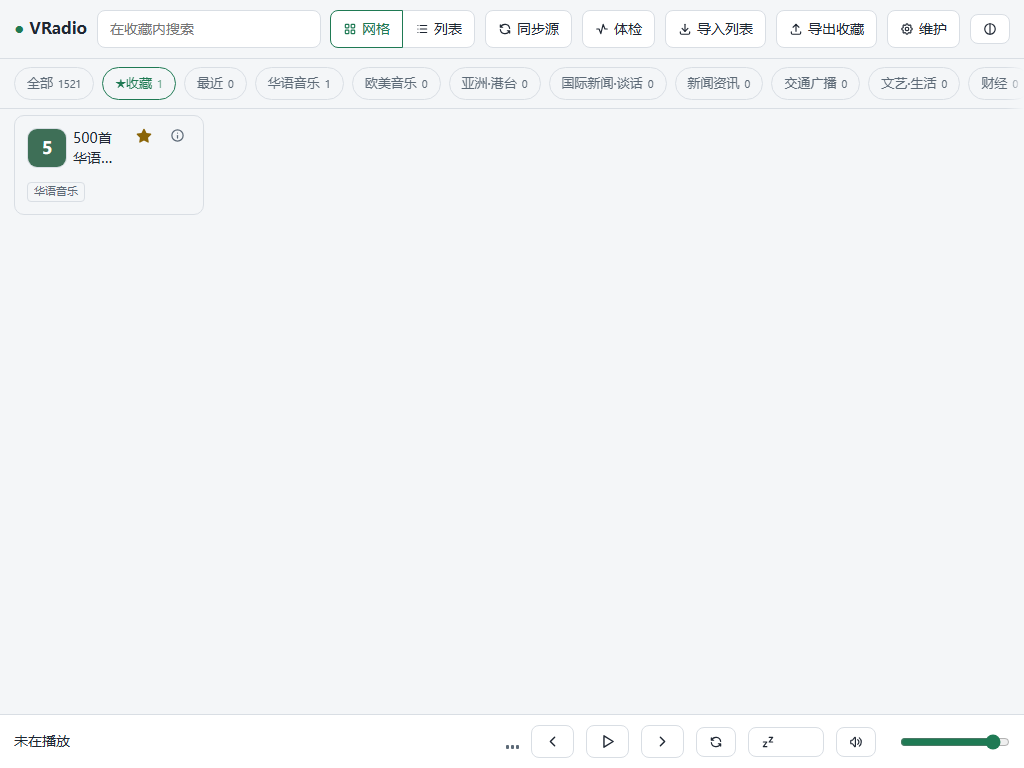 VRadio 在收藏内搜索 网格 列表 同步源 体检 导入列表 导出收藏 维护
全部 1521 ★收藏 1 最近 0 华语音乐 1 欧美音乐 0 亚洲·港台 0 国际新闻·谈话 0 新闻资讯 0 交通广播 0 文艺·生活 0 财经 0
5 500首
华语...
华语音乐
未在播放 ... zZ